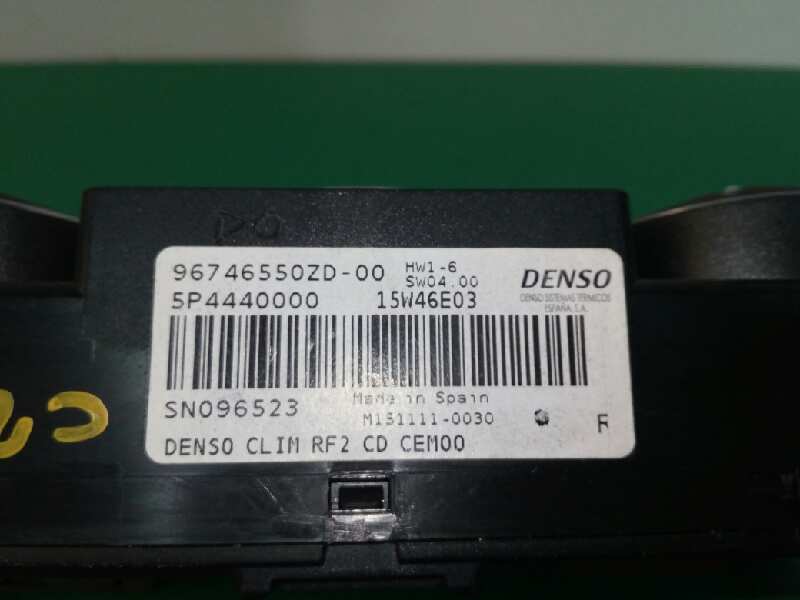 96746550ZD-00 HW1-6
SW04.00
5P4440000 15W46E03
DENSO
DENSO SISTEMAS TERMICOS
ESPAÑA, S.A.
SN096523 Made in Spain
M151111-0030 F
DENSO CLIM RF2 CD CEM00